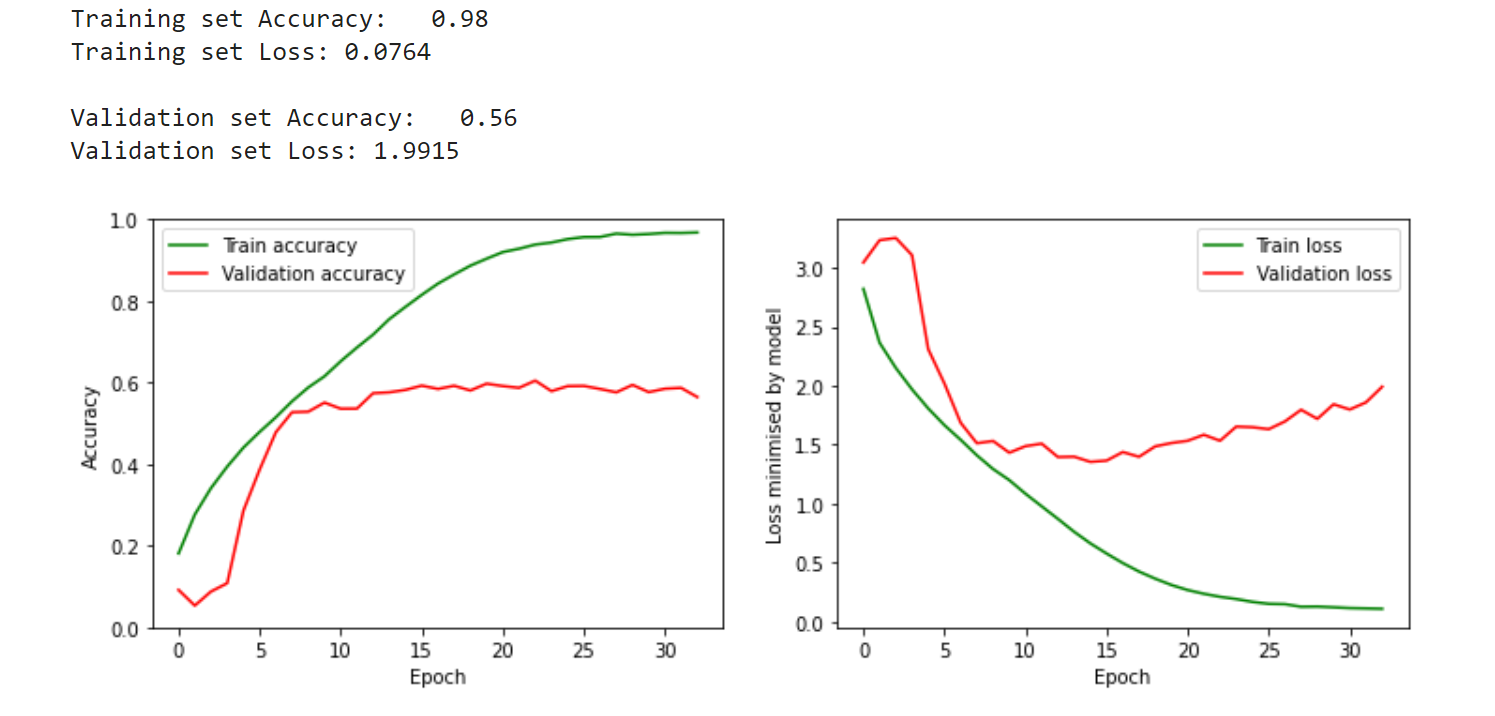 Training set Accuracy:   0.98
Training set Loss: 0.0764
Validation set Accuracy:   0.56
Validation set Loss: 1.9915
1.0
0.8
0.6
0.4
0.2
0.0
Accuracy
Train accuracy
Validation accuracy
0 5 10 15 20 25 30
Epoch
3.0
2.5
2.0
1.5
1.0
0.5
0.0
Loss minimised by model
Train loss
Validation loss
0 5 10 15 20 25 30
Epoch